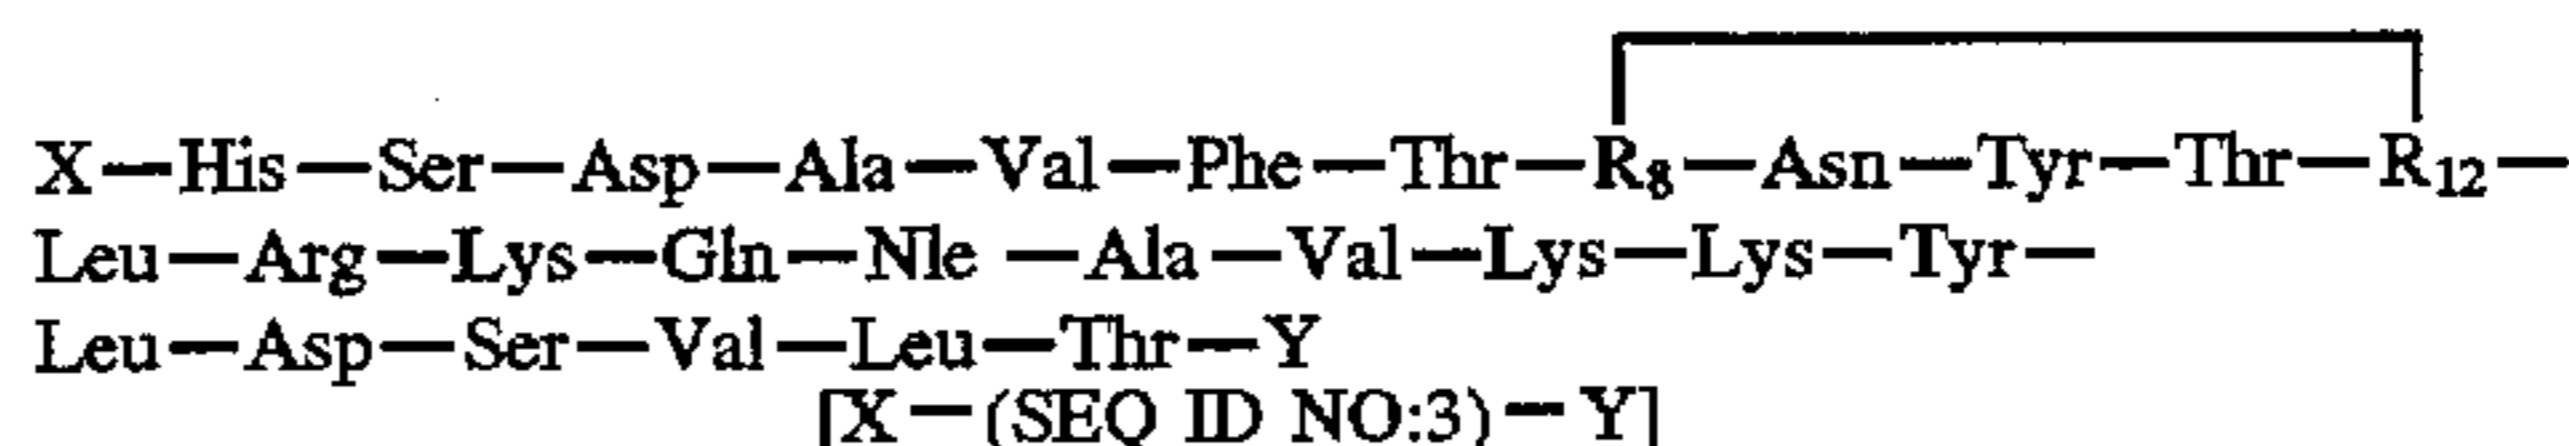 X—His—Ser—Asp—Ala—Val—Phe—Thr—R₈—Asn—Tyr—Thr—R₁₂—
Leu—Arg—Lys—Gln—Nle—Ala—Val—Lys—Lys—Tyr—
Leu—Asp—Ser—Val—Leu—Thr—Y
[X—(SEQ ID NO:3)—Y]